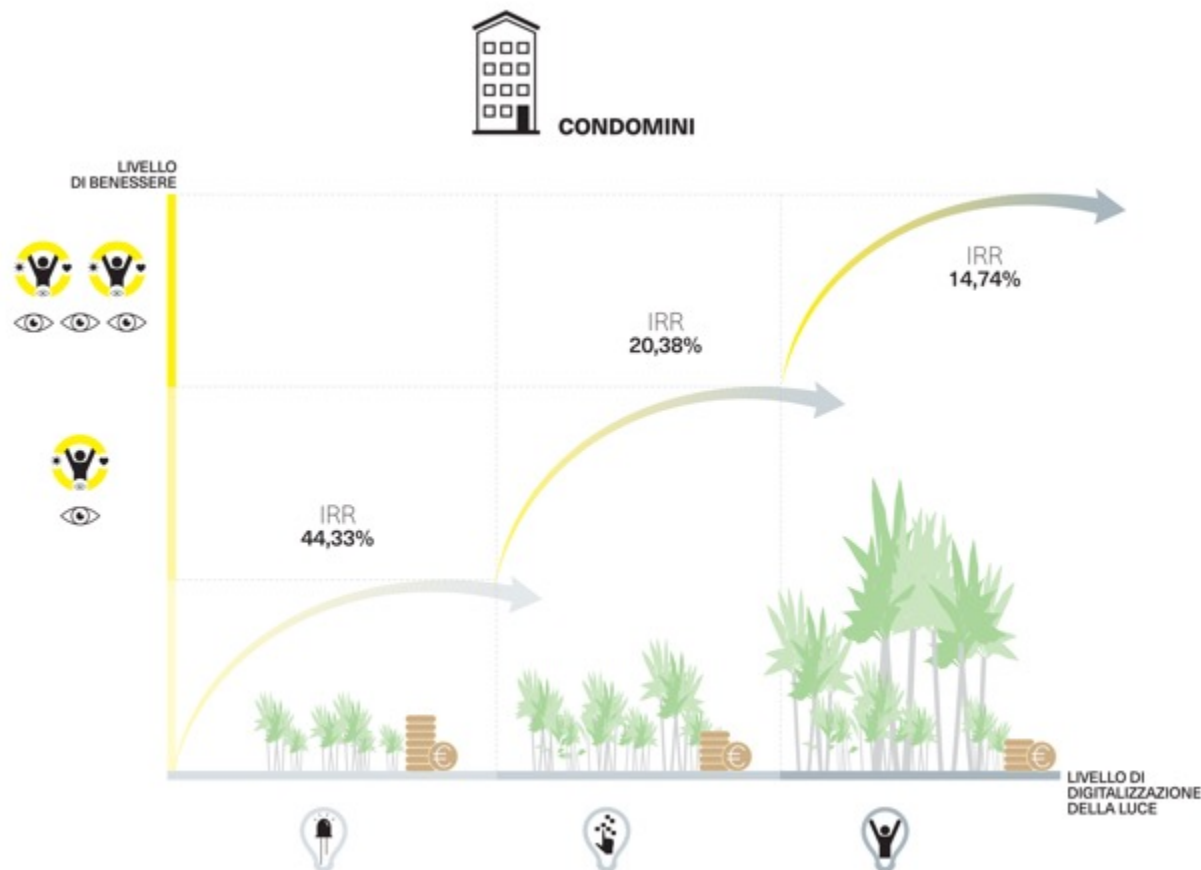 CONDOMINI
LIVELLO
DI BENESSERE
IRR
14,74%
IRR
20,38%
IRR
44,33%
€
€
€
LIVELLO DI
DIGITALIZZAZIONE
DELLA LUCE